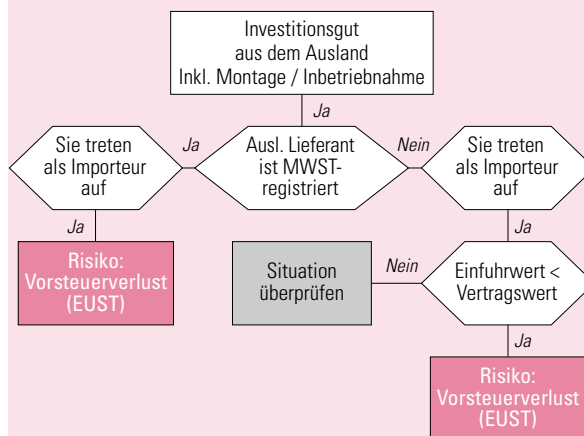 Investitionsgut
aus dem Ausland
Inkl. Montage / Inbetriebnahme
Ja
Sie treten
als Importeur
auf
Ja
Ausl. Lieferant
ist MWST-
registriert
Nein
Sie treten
als Importeur
auf
Ja
Ja
Risiko:
Vorsteuerverlust
(EUST)
Situation
überprüfen
Nein
Einfuhrwert <
Vertragswert
Ja
Risiko:
Vorsteuerverlust
(EUST)